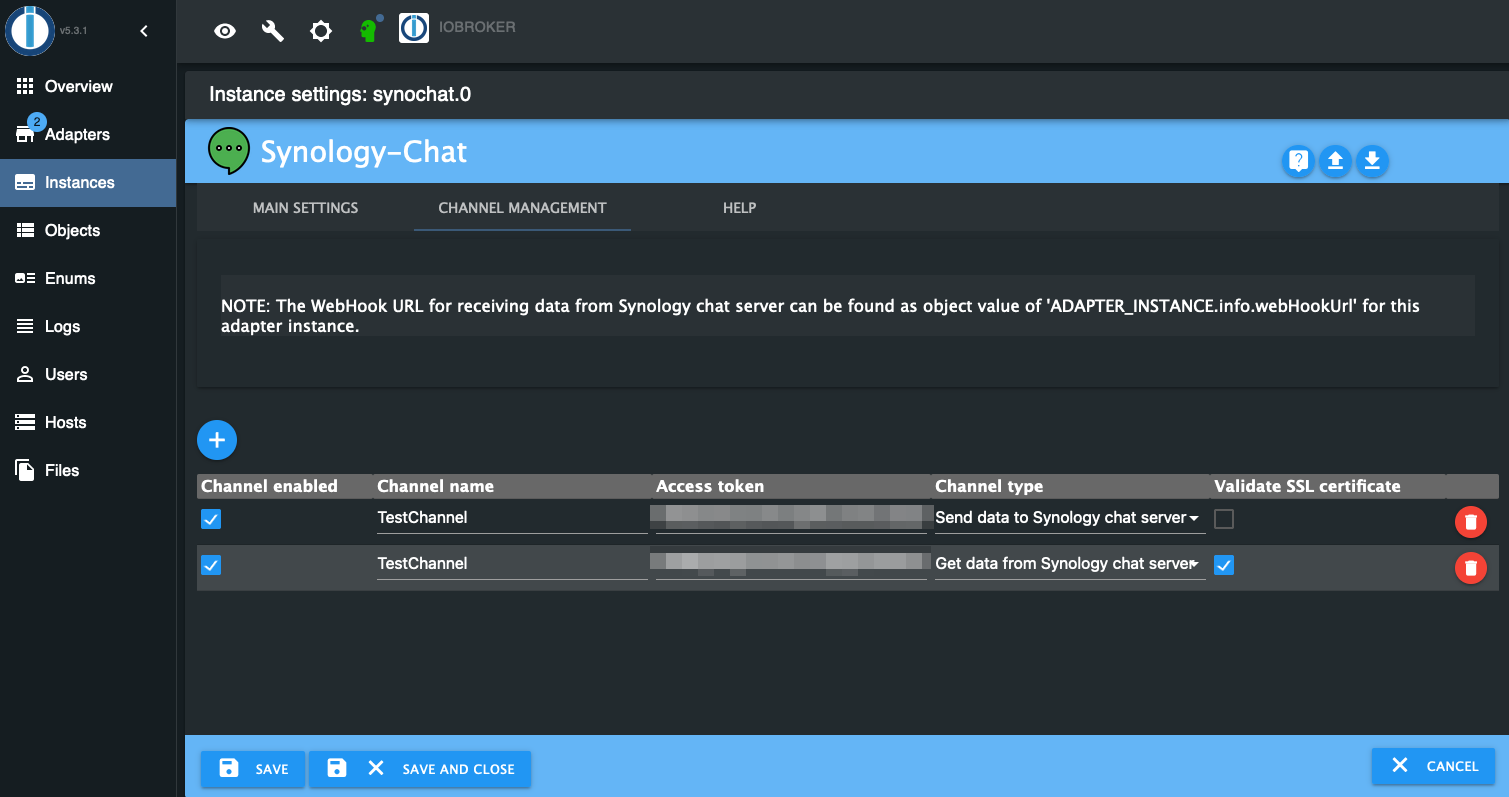 v5.3.1
IOBROKER
Overview
2
Adapters
Instances
Objects
Enums
Logs
Users
Hosts
Files
Instance settings: synochat.0
Synology-Chat
MAIN SETTINGS CHANNEL MANAGEMENT HELP
NOTE: The WebHook URL for receiving data from Synology chat server can be found as object value of 'ADAPTER_INSTANCE.info.webHookUrl' for this
adapter instance.
Channel enabled Channel name Access token Channel type Validate SSL certificate
TestChannel Send data to Synology chat server
TestChannel Get data from Synology chat server
SAVE SAVE AND CLOSE CANCEL